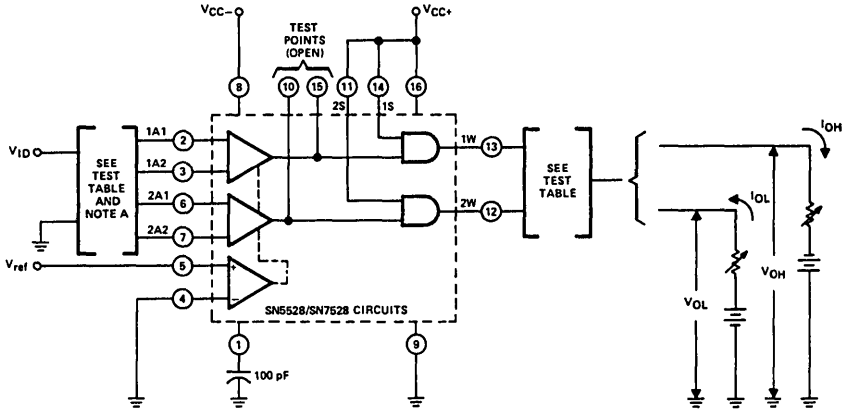 VCC−
VCC+
TEST
POINTS
(OPEN)
8
10
15
11
14
16
2S
1S
VID
SEE
TEST
TABLE
AND
NOTE A
1A1
2
1A2
3
2A1
6
2A2
7
Vref
5
+
4
−
1W
13
2W
12
SEE
TEST
TABLE
IOH
IOL
VOH
VOL
SN5528/SN7528 CIRCUITS
1
9
100 pF